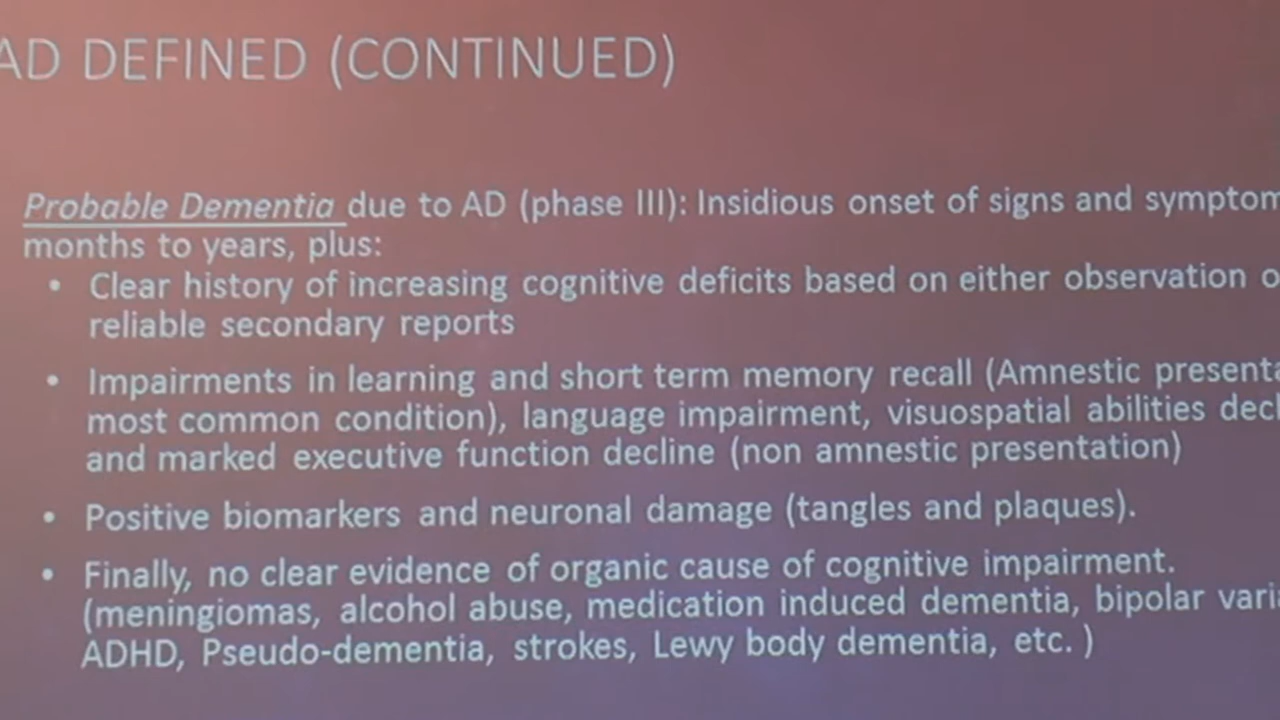 AD DEFINED (CONTINUED)
Probable Dementia due to AD (phase III): Insidious onset of signs and symptom
months to years, plus:
• Clear history of increasing cognitive deficits based on either observation o
reliable secondary reports
• Impairments in learning and short term memory recall (Amnestic presenta
most common condition), language impairment, visuospatial abilities decl
and marked executive function decline (non amnestic presentation)
• Positive biomarkers and neuronal damage (tangles and plaques).
• Finally, no clear evidence of organic cause of cognitive impairment.
(meningiomas, alcohol abuse, medication induced dementia, bipolar vari
ADHD, Pseudo-dementia, strokes, Lewy body dementia, etc. )